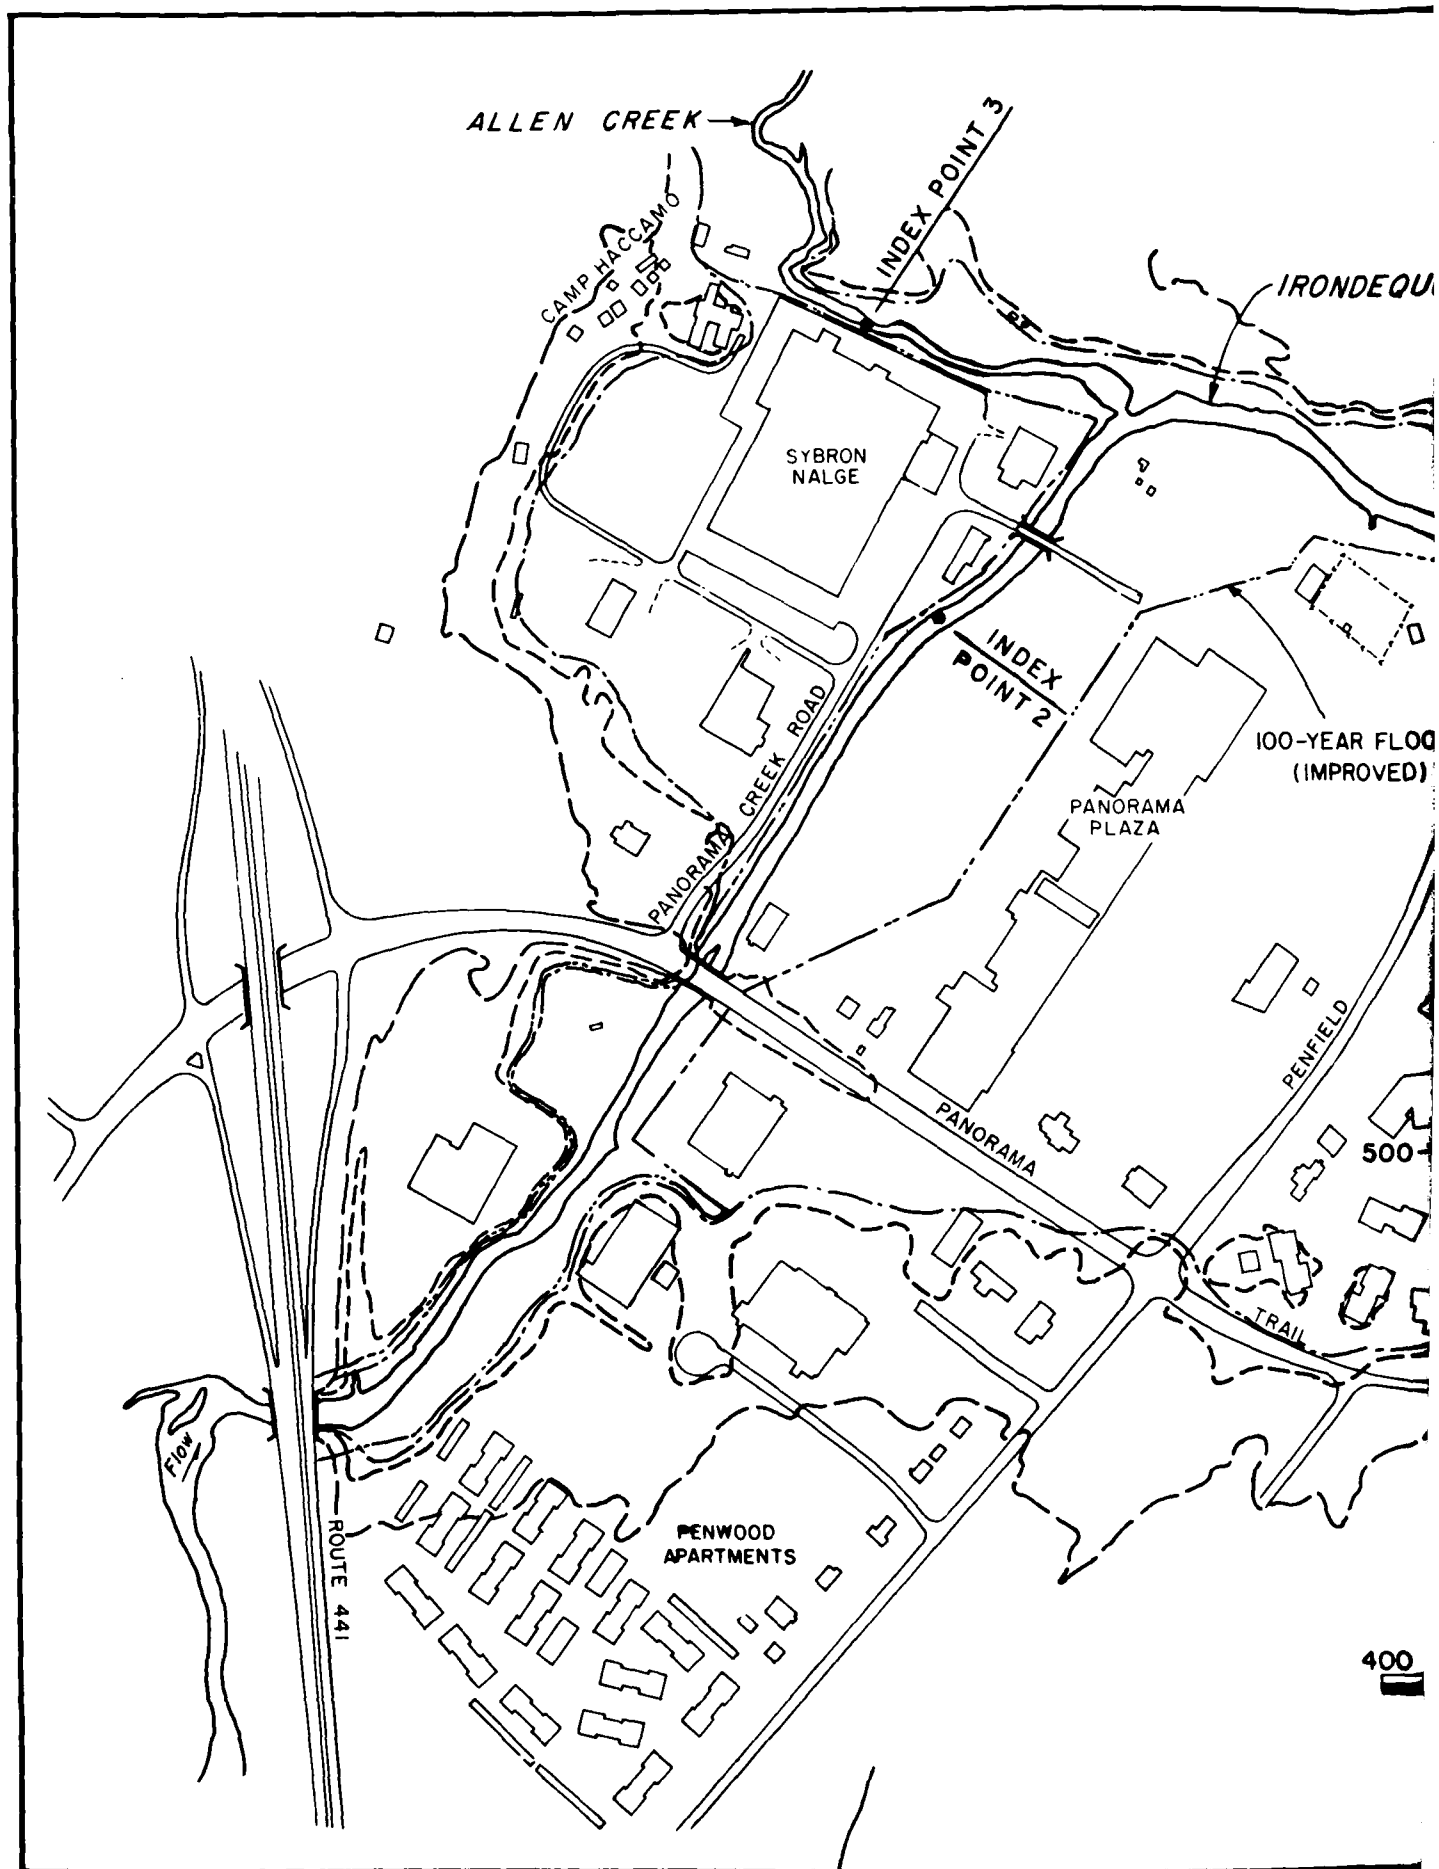 ALLEN CREEK
INDEX POINT 3
CAMP HACCAMO
IRONDEQU
SYBRON
NALGE
INDEX
POINT 2
CREEK ROAD
PANORAMA
100-YEAR FLOO
(IMPROVED)
PANORAMA
PLAZA
PENFIELD
PANORAMA
500
TRAIL
Flow
ROUTE 441
PENWOOD
APARTMENTS
400